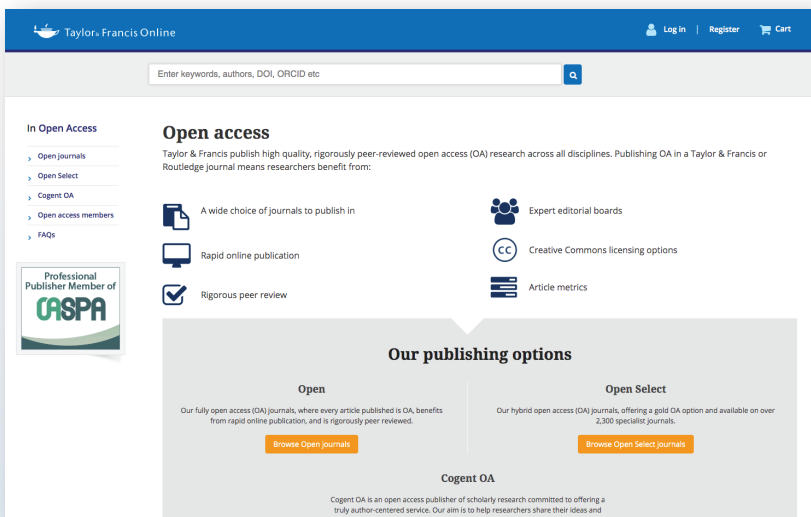 Taylor & Francis Online
Log in | Register Cart
Enter keywords, authors, DOI, ORCID etc
In Open Access
Open journals
Open Select
Cogent OA
Open access members
FAQs
Professional
Publisher Member of
OASPA
Open access
Taylor & Francis publish high quality, rigorously peer-reviewed open access (OA) research across all disciplines. Publishing OA in a Taylor & Francis or
Routledge journal means researchers benefit from:
A wide choice of journals to publish in
Rapid online publication
Rigorous peer review
Expert editorial boards
cc Creative Commons licensing options
Article metrics
Our publishing options
Open
Our fully open access (OA) journals, where every article published is OA, benefits
from rapid online publication, and is rigorously peer reviewed.
Browse Open journals
Open Select
Our hybrid open access (OA) journals, offering a gold OA option and available on over
2,300 specialist journals.
Browse Open Select journals
Cogent OA
Cogent OA is an open access publisher of scholarly research committed to offering a
truly author-centered service. Our aim is to help researchers share their ideas and